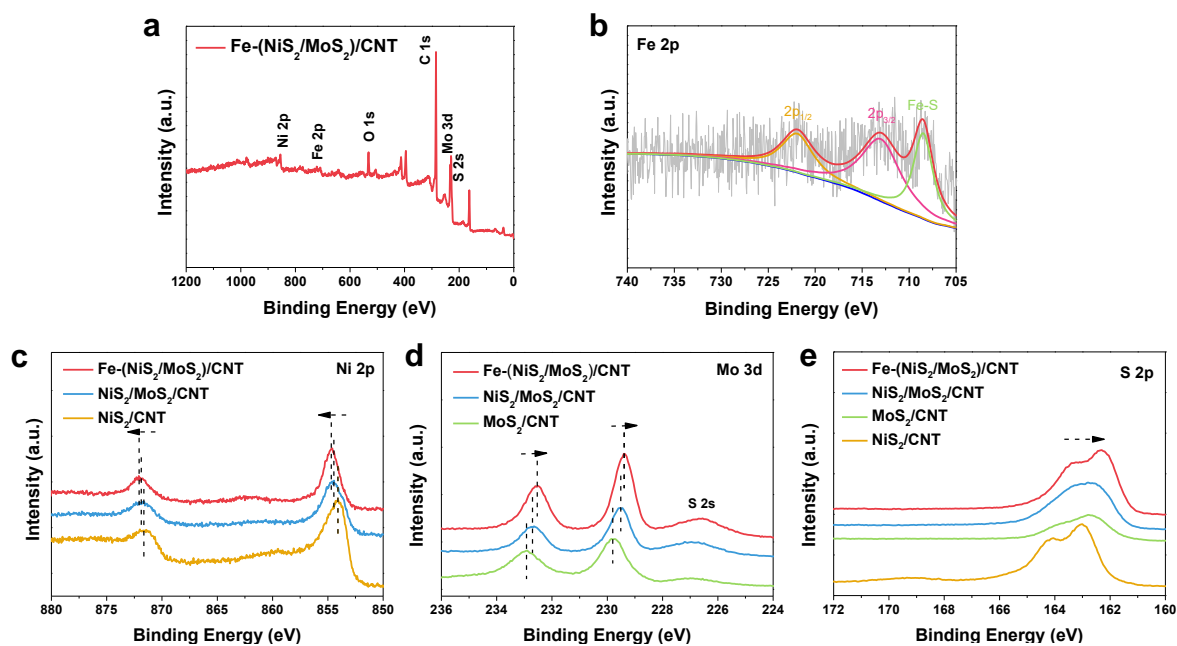 a
Fe-(NiS₂/MoS₂)/CNT
C 1s
Ni 2p
Fe 2p
O 1s
Mo 3d
S 2s
Intensity (a.u.)
1200 1000 800 600 400 200 0
Binding Energy (eV)
b
Fe 2p
2p₁/₂
2p₃/₂
Fe-S
Intensity (a.u.)
740 735 730 725 720 715 710 705
Binding Energy (eV)
c
Ni 2p
Fe-(NiS₂/MoS₂)/CNT
NiS₂/MoS₂/CNT
NiS₂/CNT
Intensity (a.u.)
880 870 860 850
Binding Energy (eV)
d
Mo 3d
Fe-(NiS₂/MoS₂)/CNT
NiS₂/MoS₂/CNT
MoS₂/CNT
S 2s
Intensity (a.u.)
236 234 232 230 228 226 224
Binding Energy (eV)
e
S 2p
Fe-(NiS₂/MoS₂)/CNT
NiS₂/MoS₂/CNT
MoS₂/CNT
NiS₂/CNT
Intensity (a.u.)
172 170 168 166 164 162 160
Binding Energy (eV)